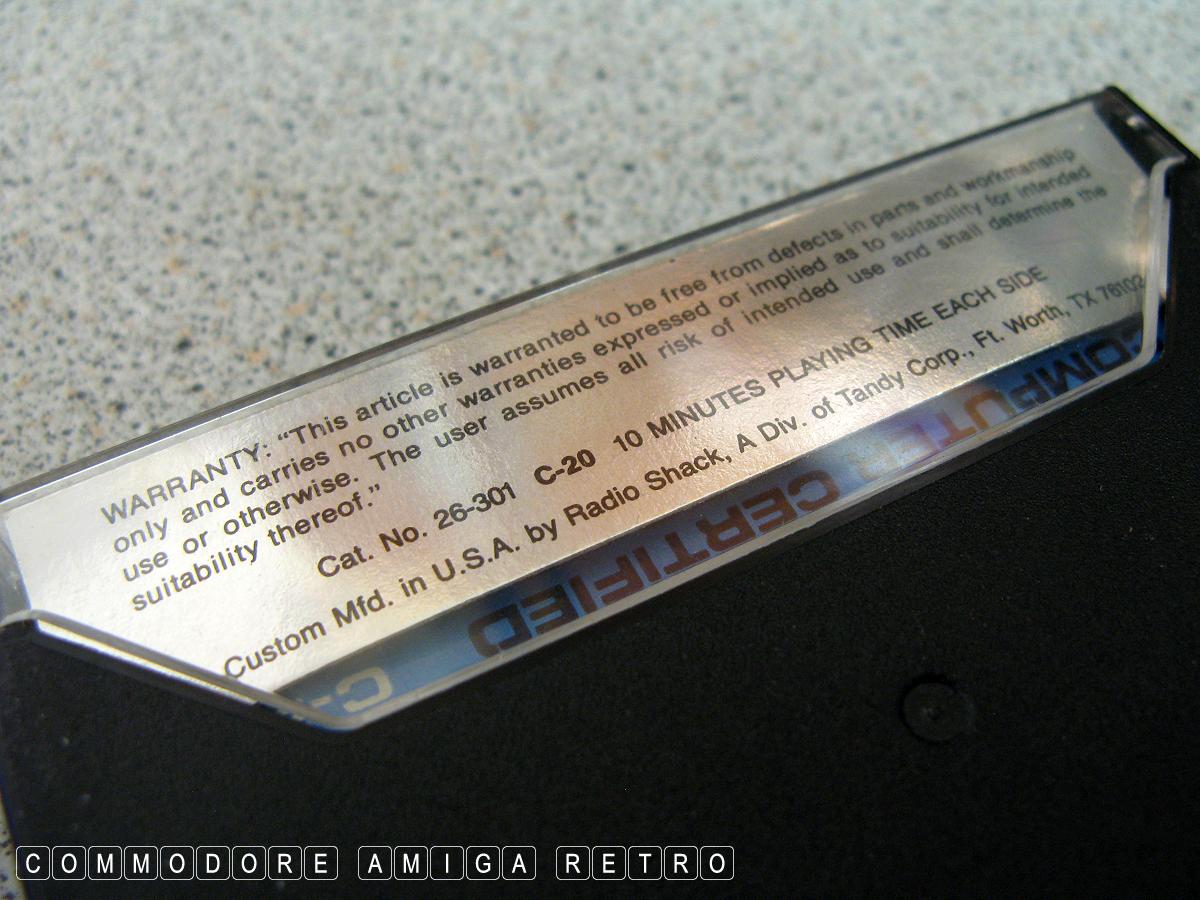 WARRANTY: “This article is warranted to be free from defects in parts and workmanship
only and carries no other warranties expressed or implied as to suitability for intended
use or otherwise. The user assumes all risk of intended use and shall determine the
suitability thereof.”
Cat. No. 26-301 C-20 10 MINUTES PLAYING TIME EACH SIDE
Custom Mfd. in U.S.A. by Radio Shack, A Div. of Tandy Corp., Ft. Worth, TX 76102
COMPUTER CERTIFIED
COMMODORE AMIGA RETRO